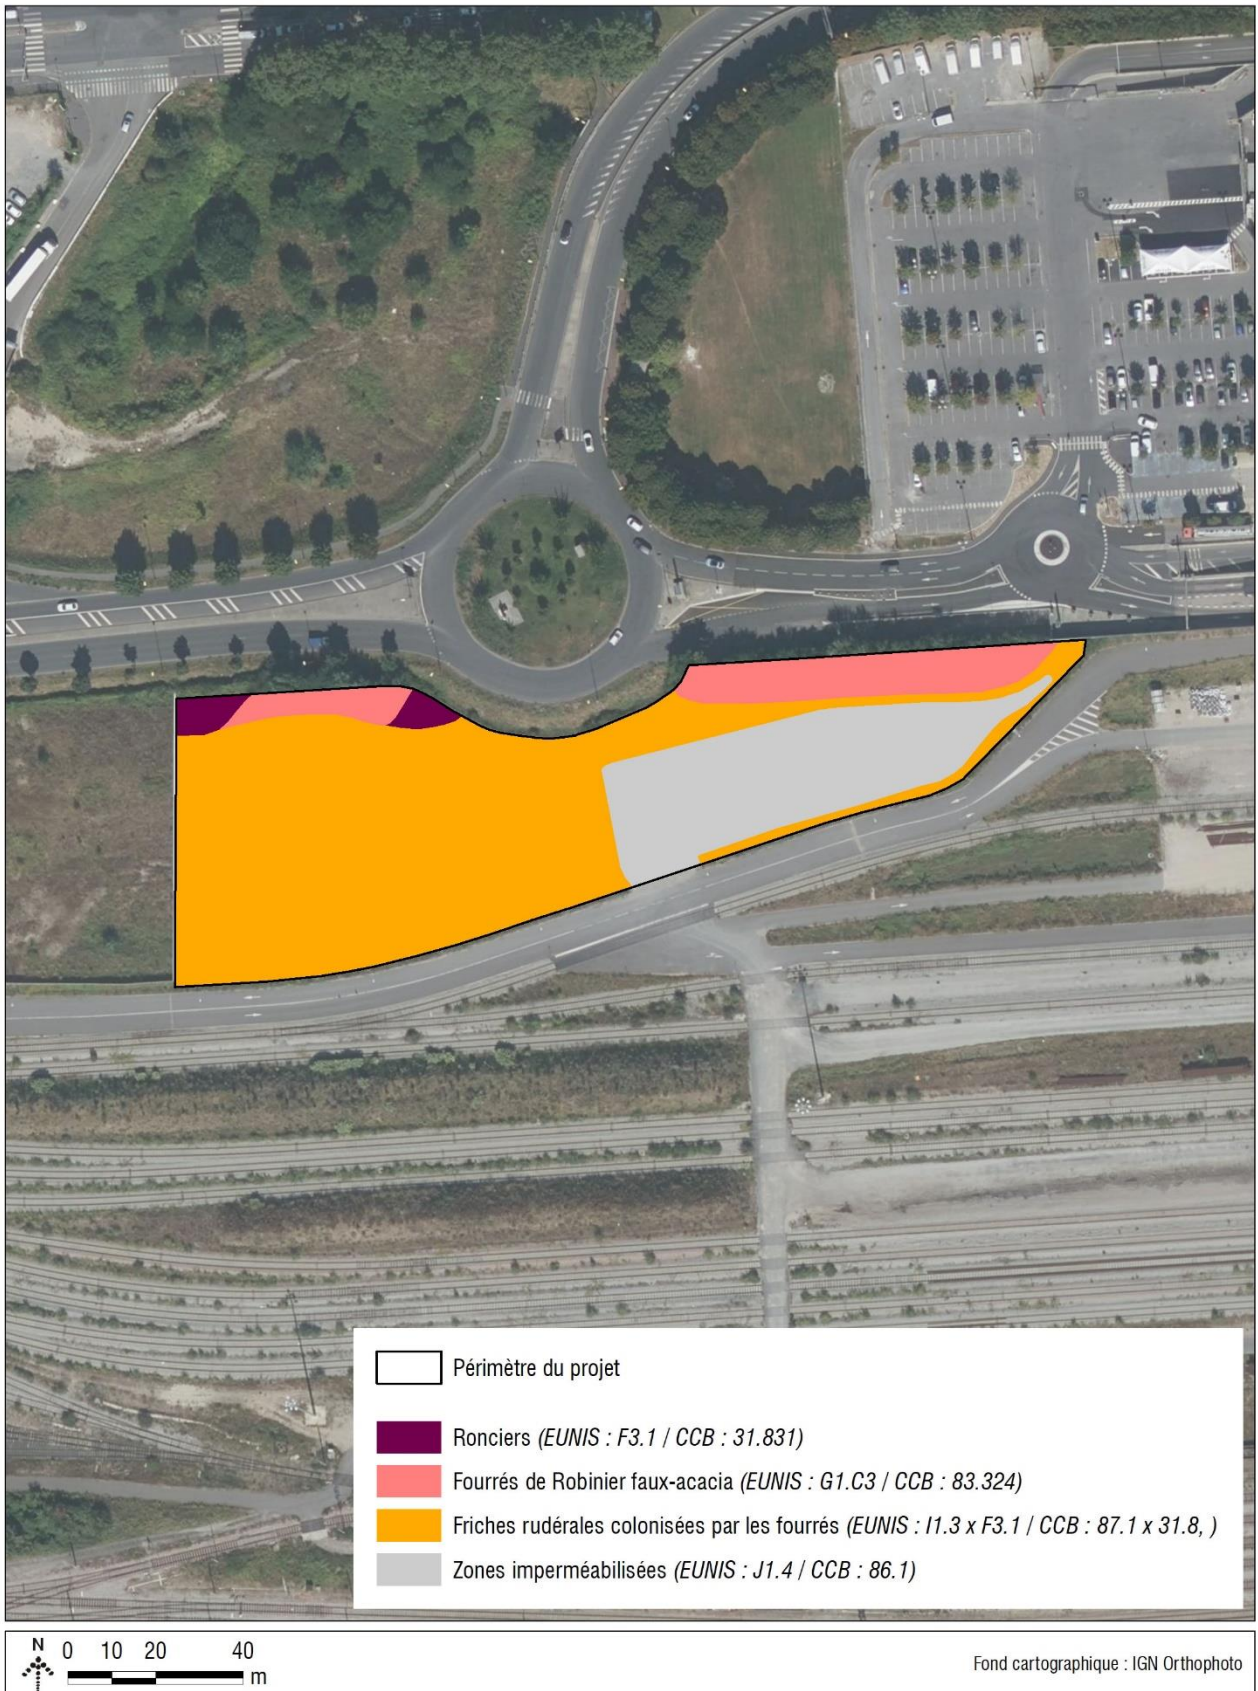 Périmètre du projet
Ronciers (EUNIS : F3.1 / CCB : 31.831)
Fourrés de Robinier faux-acacia (EUNIS : G1.C3 / CCB : 83.324)
Friches rudérales colonisées par les fourrés (EUNIS : I1.3 x F3.1 / CCB : 87.1 x 31.8, )
Zones imperméabilisées (EUNIS : J1.4 / CCB : 86.1)
N 0 10 20 40
m
Fond cartographique : IGN Orthophoto